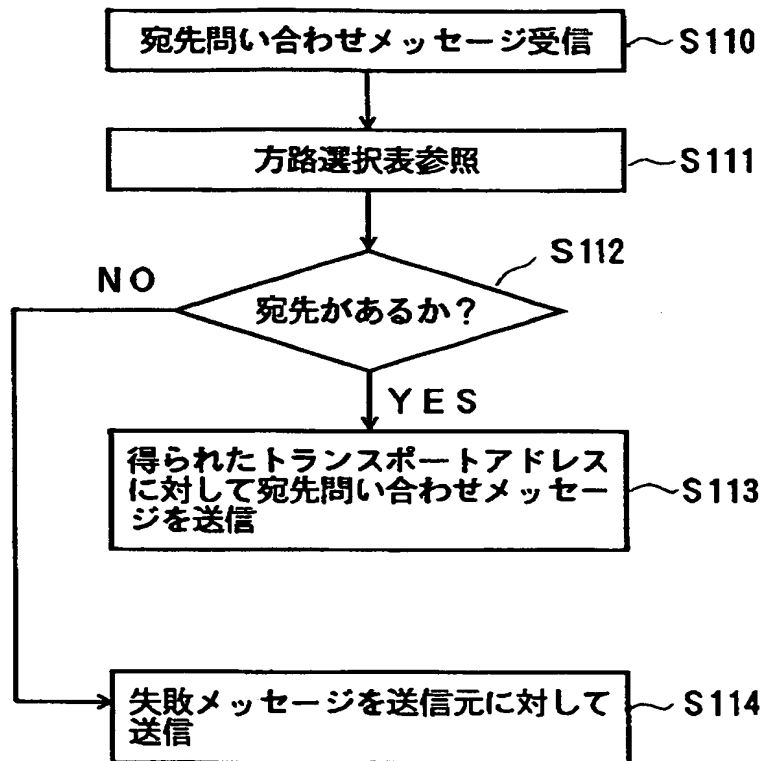 宛先問い合わせメッセージ受信
S110
方路選択表参照
S111
S112
NO
宛先があるか？
YES
得られたトランスポートアドレス
に対して宛先問い合わせメッセー
ジを送信
S113
失敗メッセージを送信元に対して
送信
S114